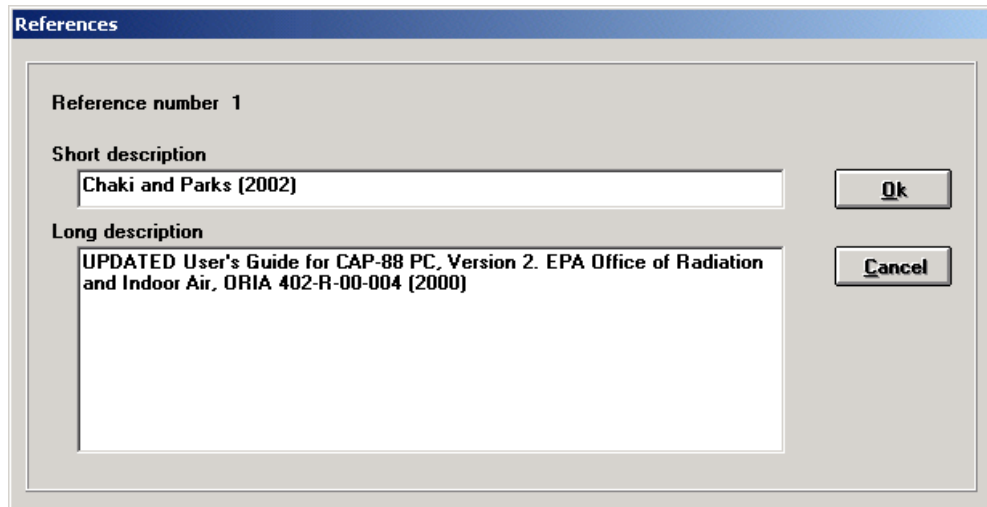 References
Reference number 1
Short description
Chaki and Parks (2002)
Ok
Long description
UPDATED User's Guide for CAP-88 PC, Version 2. EPA Office of Radiation
and Indoor Air, ORIA 402-R-00-004 (2000)
Cancel